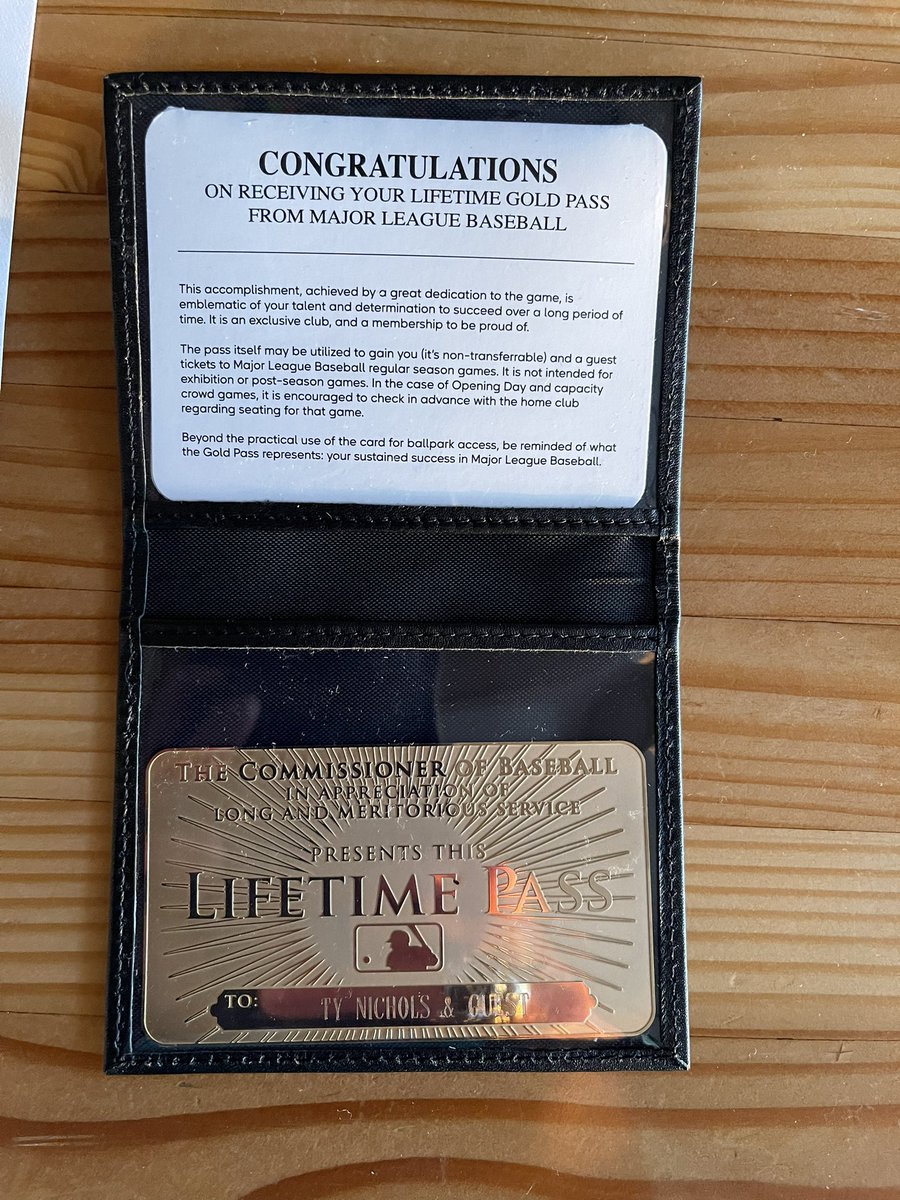 CONGRATULATIONS
ON RECEIVING YOUR LIFETIME GOLD PASS
FROM MAJOR LEAGUE BASEBALL
This accomplishment, achieved by a great dedication to the game, is
emblematic of your talent and determination to succeed over a long period of
time. It is an exclusive club, and a membership to be proud of.
The pass itself may be utilized to gain you (it's non-transferrable) and a guest
tickets to Major League Baseball regular season games. It is not intended for
exhibition or post-season games. In the case of Opening Day and capacity
crowd games, it is encouraged to check in advance with the home club
regarding seating for that game.
Beyond the practical use of the card for ballpark access, be reminded of what
the Gold Pass represents: your sustained success in Major League Baseball.
THE COMMISSIONER OF BASEBALL
IN APPRECIATION OF
LONG AND MERITORIOUS SERVICE
PRESENTS THIS
LIFETIME PASS
TO: TY NICHOLS & GUEST